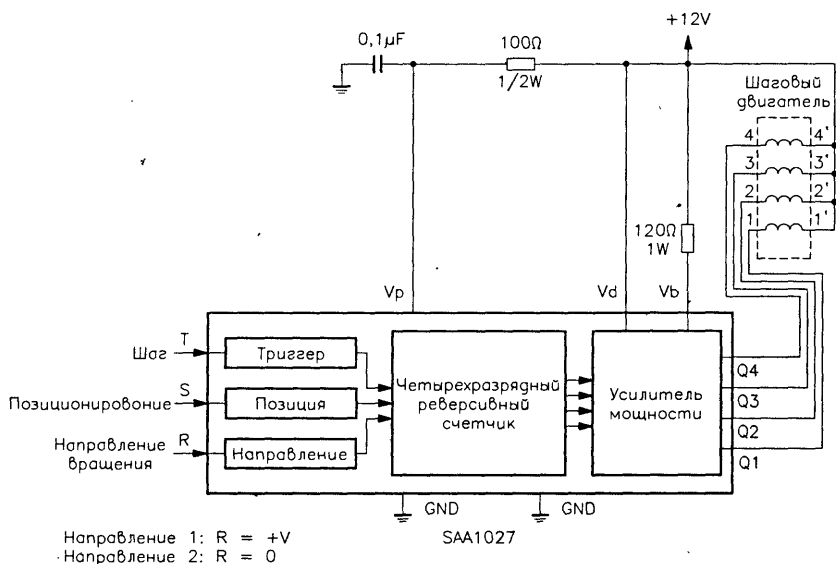 +12V
0,1µF
100Ω
1/2W
Шаговый
двигатель
4
4'
3
3'
2
2'
1
1'
120Ω
1W
Vp
Vd
Vb
Шаг
T
Триггер
Позиционировоние
S
Позиция
Направление
вращения
R
Направление
Четырехразрядный
реверсивный
счетчик
Усилитель
мощности
Q4
Q3
Q2
Q1
GND
GND
SAA1027
Направление 1: R = +V
Направление 2: R = 0